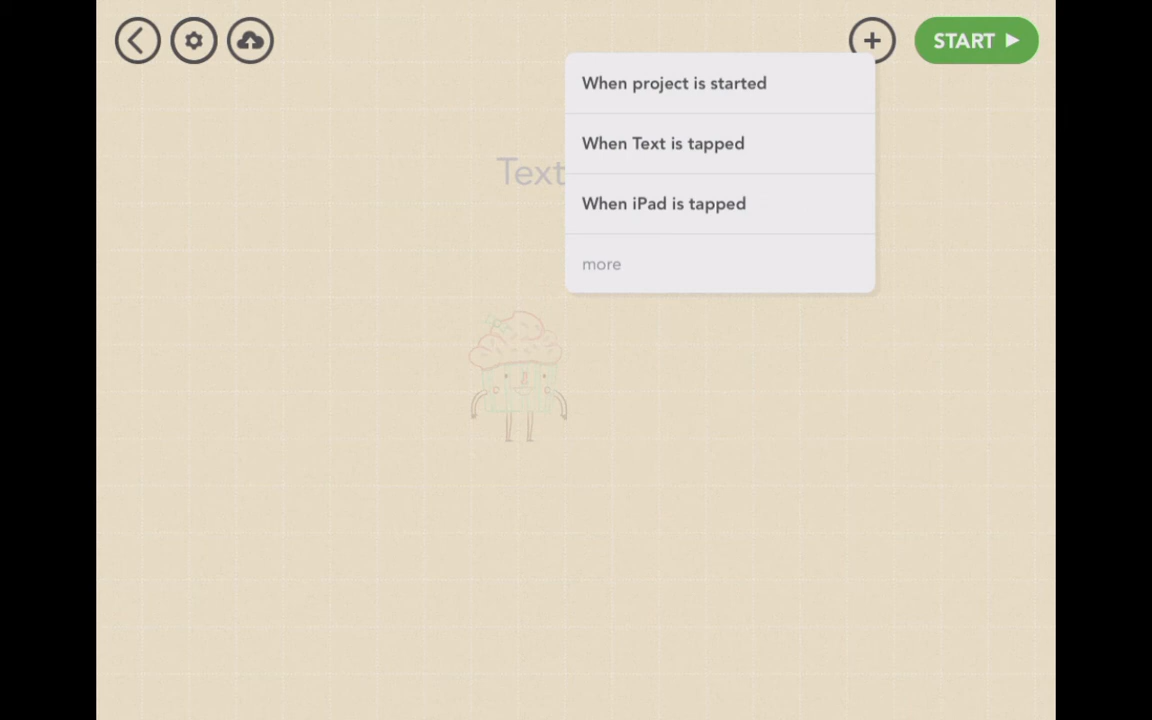 START
When project is started
When Text is tapped
Text
When iPad is tapped
more